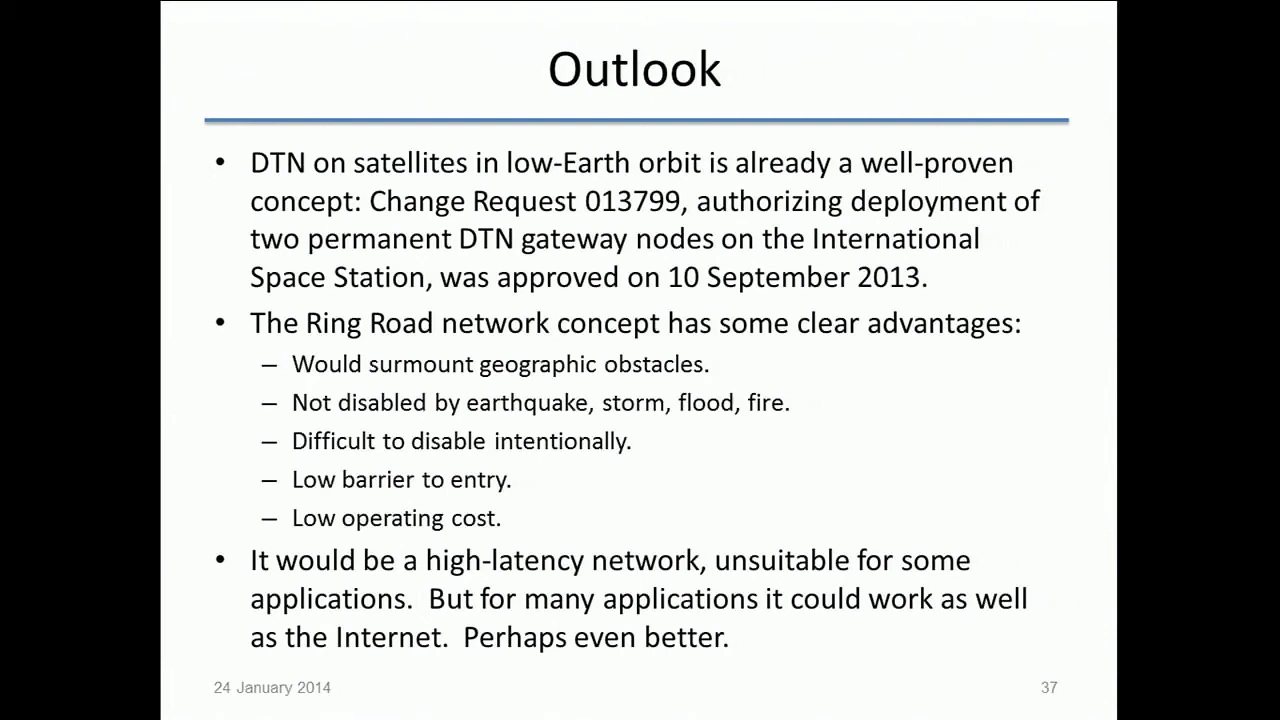 Outlook
• DTN on satellites in low-Earth orbit is already a well-proven
concept: Change Request 013799, authorizing deployment of
two permanent DTN gateway nodes on the International
Space Station, was approved on 10 September 2013.
• The Ring Road network concept has some clear advantages:
– Would surmount geographic obstacles.
– Not disabled by earthquake, storm, flood, fire.
– Difficult to disable intentionally.
– Low barrier to entry.
– Low operating cost.
• It would be a high-latency network, unsuitable for some
applications.  But for many applications it could work as well
as the Internet.  Perhaps even better.
24 January 2014
37